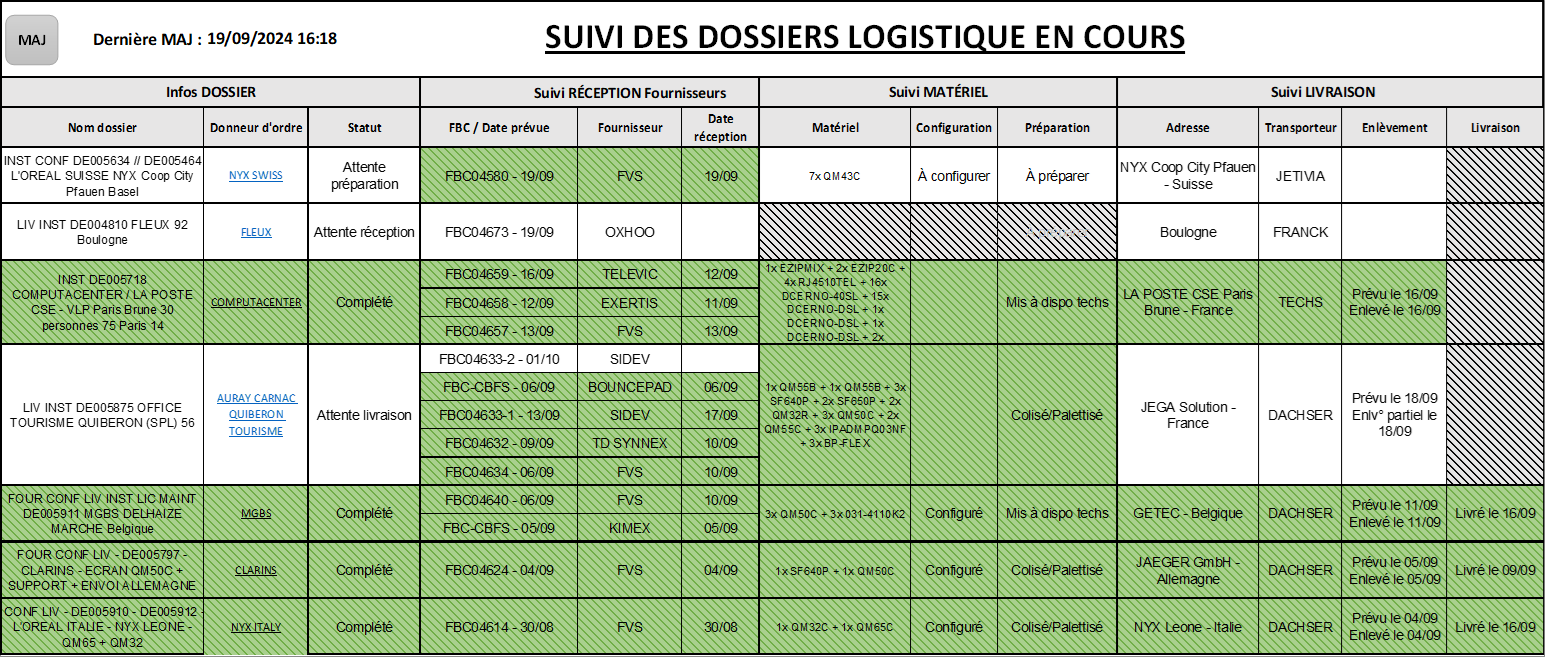 MAJ
Dernière MAJ : 19/09/2024 16:18
SUIVI DES DOSSIERS LOGISTIQUE EN COURS
Infos DOSSIER
Suivi RÉCEPTION Fournisseurs
Suivi MATÉRIEL
Suivi LIVRAISON
Nom dossier
Donneur d'ordre
Statut
FBC / Date prévue
Fournisseur
Date
réception
Matériel
Configuration
Préparation
Adresse
Transporteur
Enlèvement
Livraison
INST CONF DE005634 // DE005464
L'OREAL SUISSE NYX Coop City
Pfauen Basel
NYX SWISS
Attente
préparation
FBC04580 - 19/09
FVS
19/09
7x QM43C
À configurer
À préparer
NYX Coop City Pfauen
- Suisse
JETIVIA
LIV INST DE004810 FLEUX 92
Boulogne
FLEUX
Attente réception
FBC04673 - 19/09
OXHOO
Boulogne
FRANCK
INST DE005718
COMPUTACENTER / LA POSTE
CSE - VLP Paris Brune 30
personnes 75 Paris 14
COMPUTACENTER
Complété
FBC04659 - 16/09
TELEVIC
12/09
FBC04658 - 12/09
EXERTIS
11/09
FBC04657 - 13/09
FVS
13/09
1x EZIPMIX + 2x EZIP20C +
4x RJ4510TEL + 16x
DCERNO-40SL + 15x
DCERNO-DSL + 1x
DCERNO-DSL + 1x
DCERNO-DSL + 2x
Mis à dispo techs
LA POSTE CSE Paris
Brune - France
TECHS
Prévu le 16/09
Enlevé le 16/09
LIV INST DE005875 OFFICE
TOURISME QUIBERON (SPL) 56
AURAY CARNAC
QUIBERON
TOURISME
Attente livraison
FBC04633-2 - 01/10
SIDEV
FBC-CBFS - 06/09
BOUNCEPAD
06/09
FBC04633-1 - 13/09
SIDEV
17/09
FBC04632 - 09/09
TD SYNNEX
10/09
FBC04634 - 06/09
FVS
10/09
1x QM55B + 1x QM55B + 3x
SF640P + 2x SF650P + 2x
QM32R + 3x QM50C + 2x
QM55C + 3x IPADMPQ03NF
+ 3x BP-FLEX
Colisé/Palettisé
JEGA Solution -
France
DACHSER
Prévu le 18/09
Enlv° partiel le
18/09
FOUR CONF LIV INST LIC MAINT
DE005911 MGBS DELHAIZE
MARCHE Belgique
MGBS
Complété
FBC04640 - 06/09
FVS
10/09
FBC-CBFS - 05/09
KIMEX
05/09
3x QM50C + 3x 031-4110K2
Configuré
Mis à dispo techs
GETEC - Belgique
DACHSER
Prévu le 11/09
Enlevé le 11/09
Livré le 16/09
FOUR CONF LIV - DE005797 -
CLARINS - ECRAN QM50C +
SUPPORT + ENVOI ALLEMAGNE
CLARINS
Complété
FBC04624 - 04/09
FVS
04/09
1x SF640P + 1x QM50C
Configuré
Colisé/Palettisé
JAEGER GmbH -
Allemagne
DACHSER
Prévu le 05/09
Enlevé le 05/09
Livré le 09/09
CONF LIV - DE005910 - DE005912 -
L'OREAL ITALIE - NYX LEONE -
QM65 + QM32
NYX ITALY
Complété
FBC04614 - 30/08
FVS
30/08
1x QM32C + 1x QM65C
Configuré
Colisé/Palettisé
NYX Leone - Italie
DACHSER
Prévu le 04/09
Enlevé le 04/09
Livré le 16/09